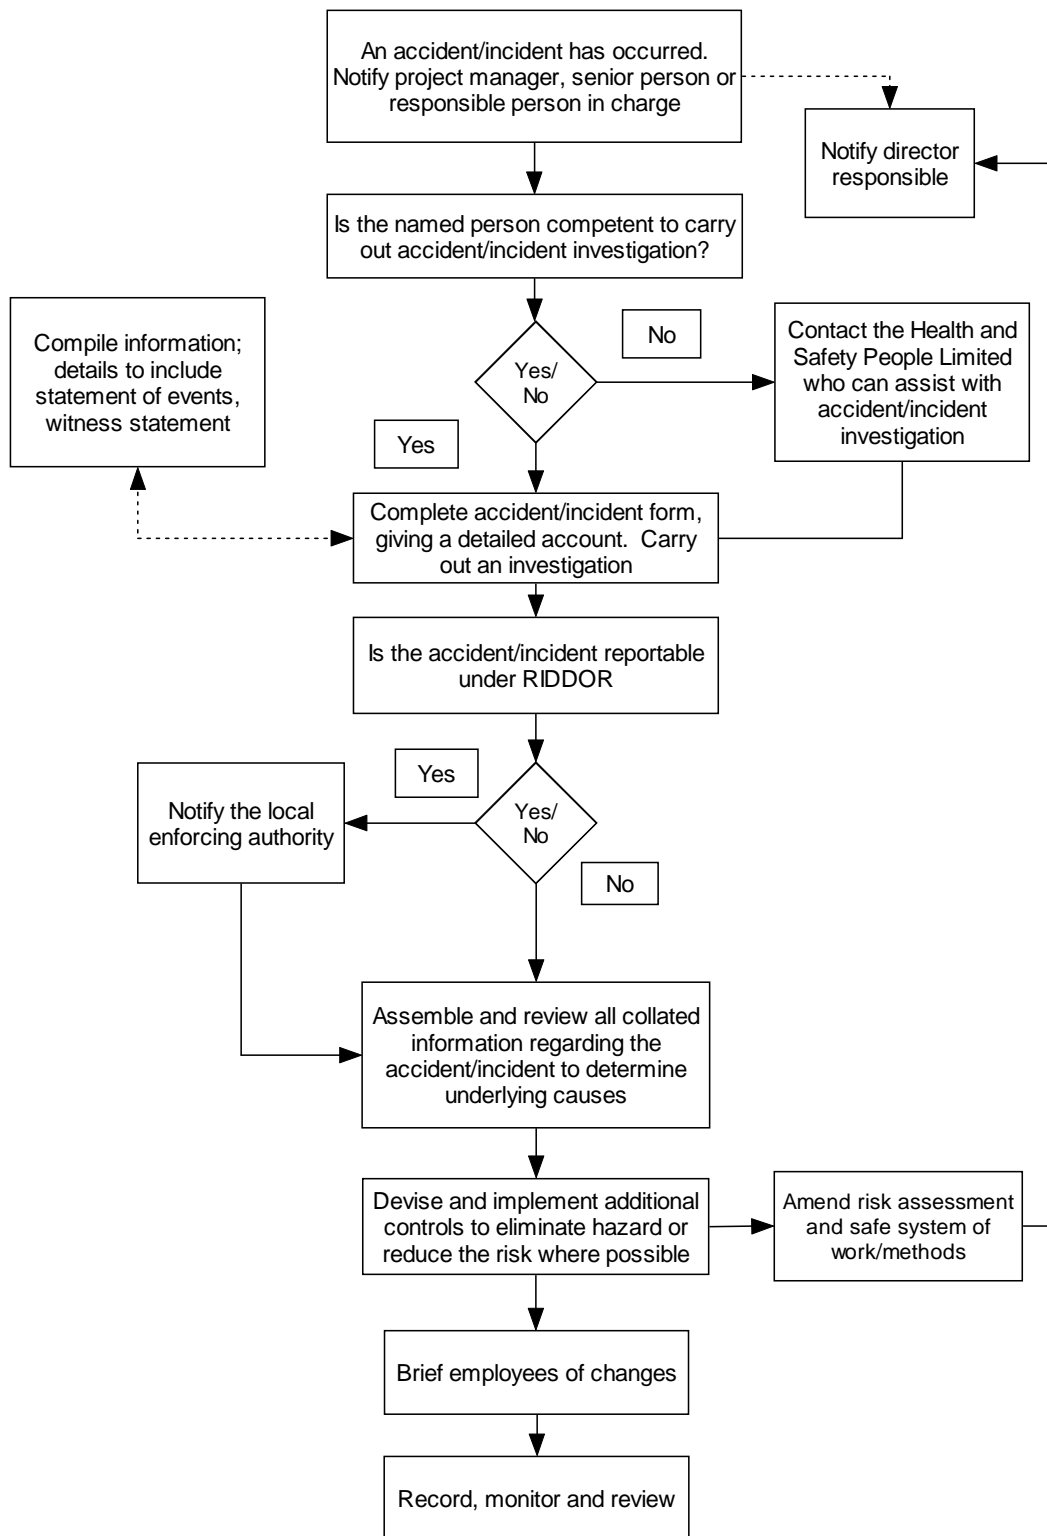 An accident/incident has occurred.
Notify project manager, senior person or
responsible person in charge
Notify director
responsible
Is the named person competent to carry
out accident/incident investigation?
Compile information;
details to include
statement of events,
witness statement
No
Contact the Health and
Safety People Limited
who can assist with
accident/incident
investigation
Yes/
No
Yes
Complete accident/incident form,
giving a detailed account.  Carry
out an investigation
Is the accident/incident reportable
under RIDDOR
Yes
Notify the local
enforcing authority
Yes/
No
No
Assemble and review all collated
information regarding the
accident/incident to determine
underlying causes
Devise and implement additional
controls to eliminate hazard or
reduce the risk where possible
Amend risk assessment
and safe system of
work/methods
Brief employees of changes
Record, monitor and review